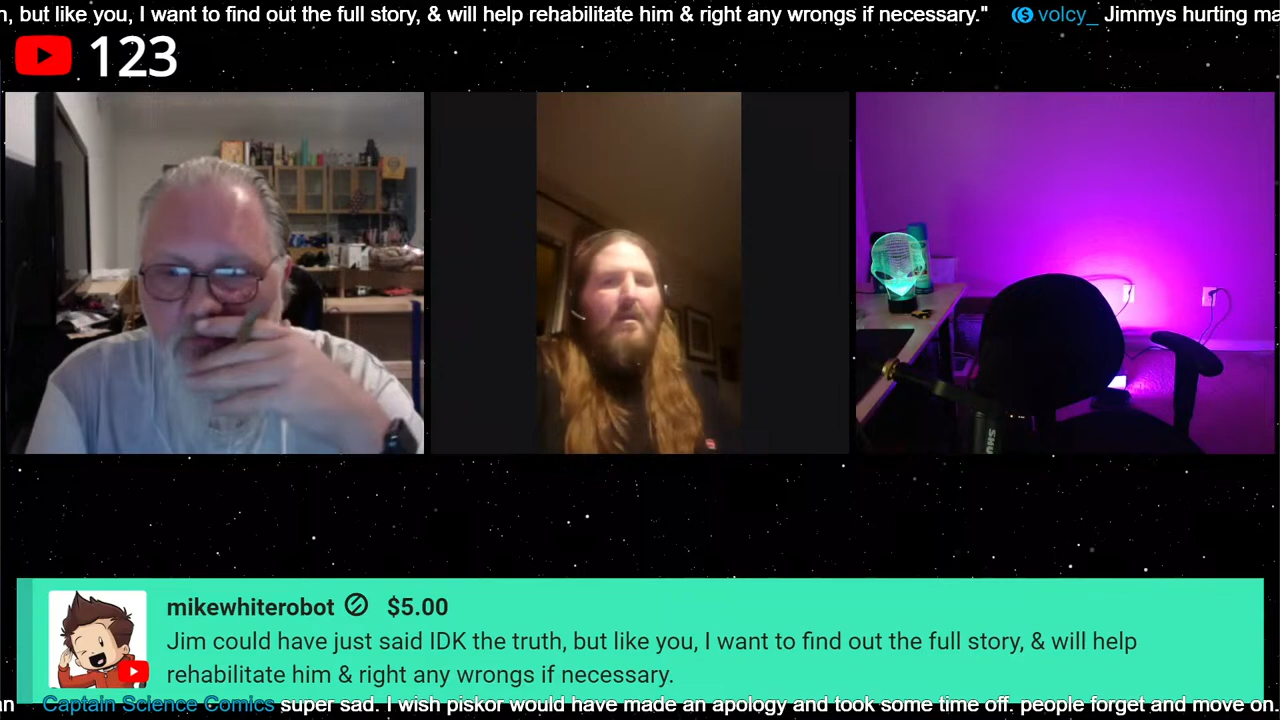 n, but like you, I want to find out the full story, & will help rehabilitate him & right any wrongs if necessary." volcy_ Jimmys hurting ma
123
SHU
mikewhiterobot $5.00
Jim could have just said IDK the truth, but like you, I want to find out the full story, & will help
rehabilitate him & right any wrongs if necessary.
an Captain Science Comics super sad. I wish piskor would have made an apology and took some time off. people forget and move on.